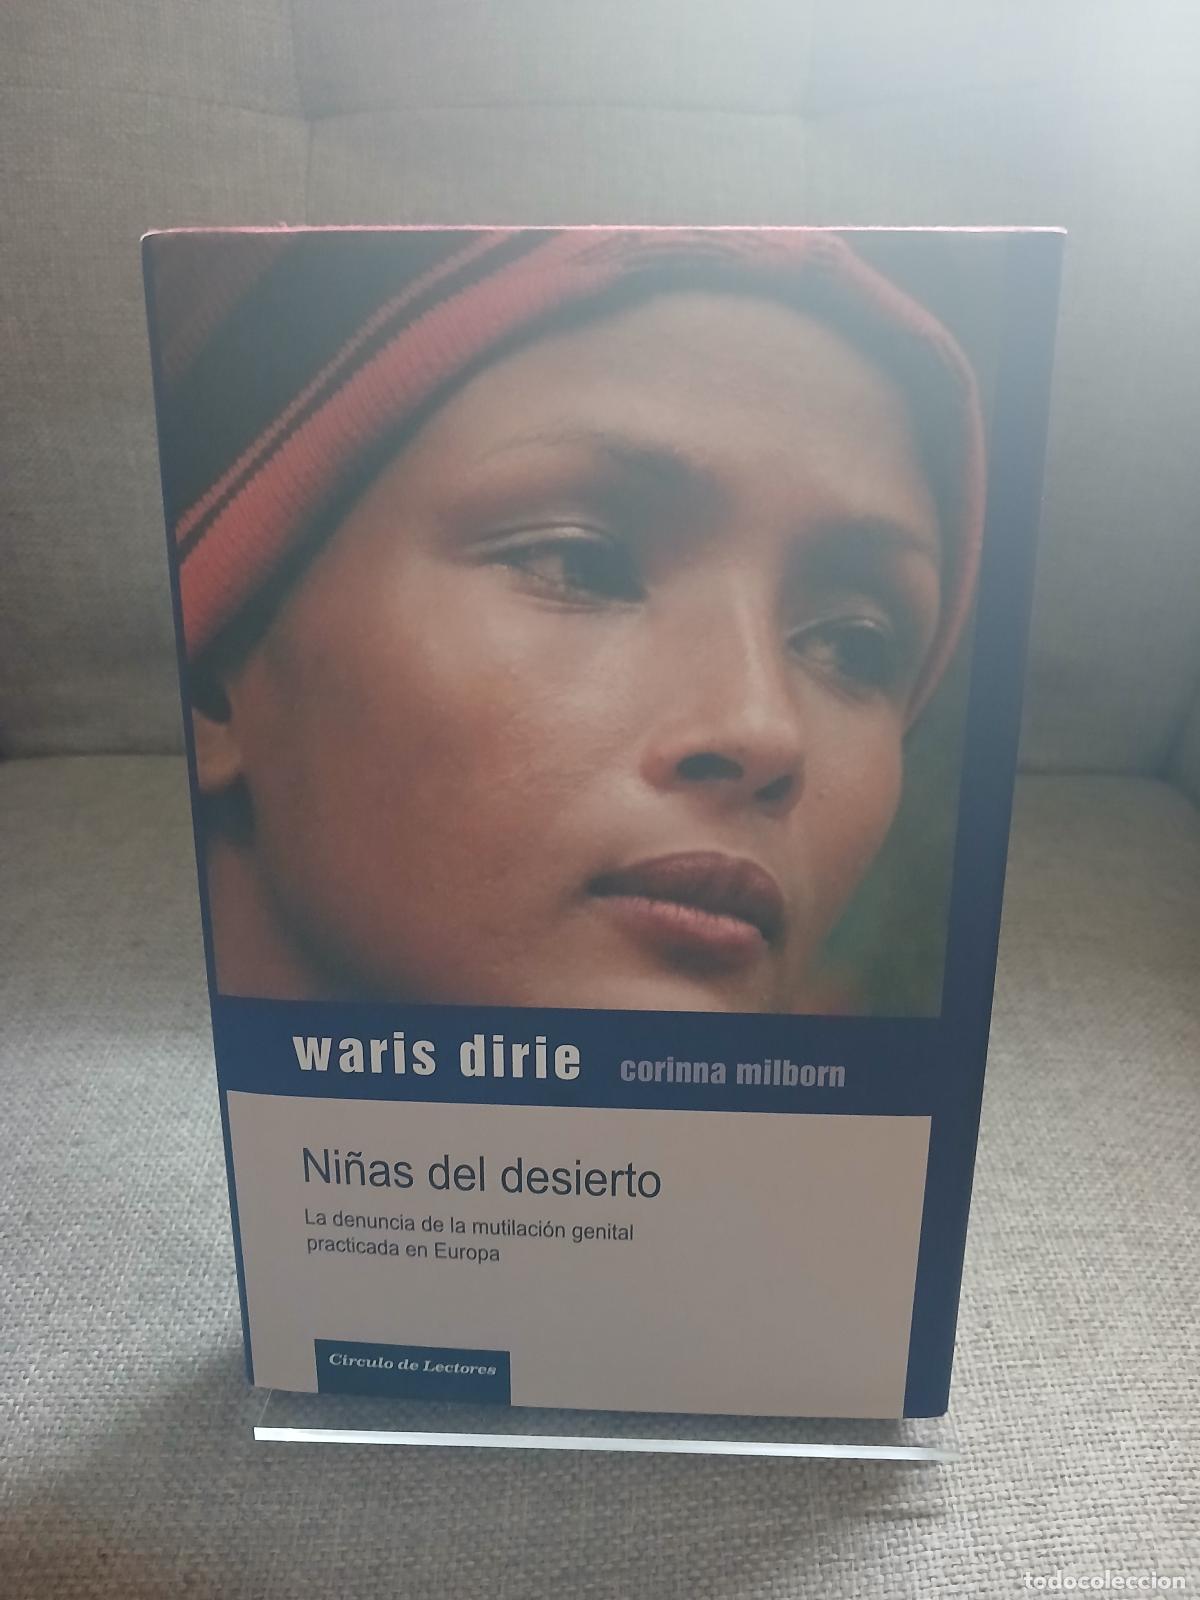 waris dirie corinna milborn
Niñas del desierto
La denuncia de la mutilación genital
practicada en Europa
Círculo de Lectores
todocoleccion